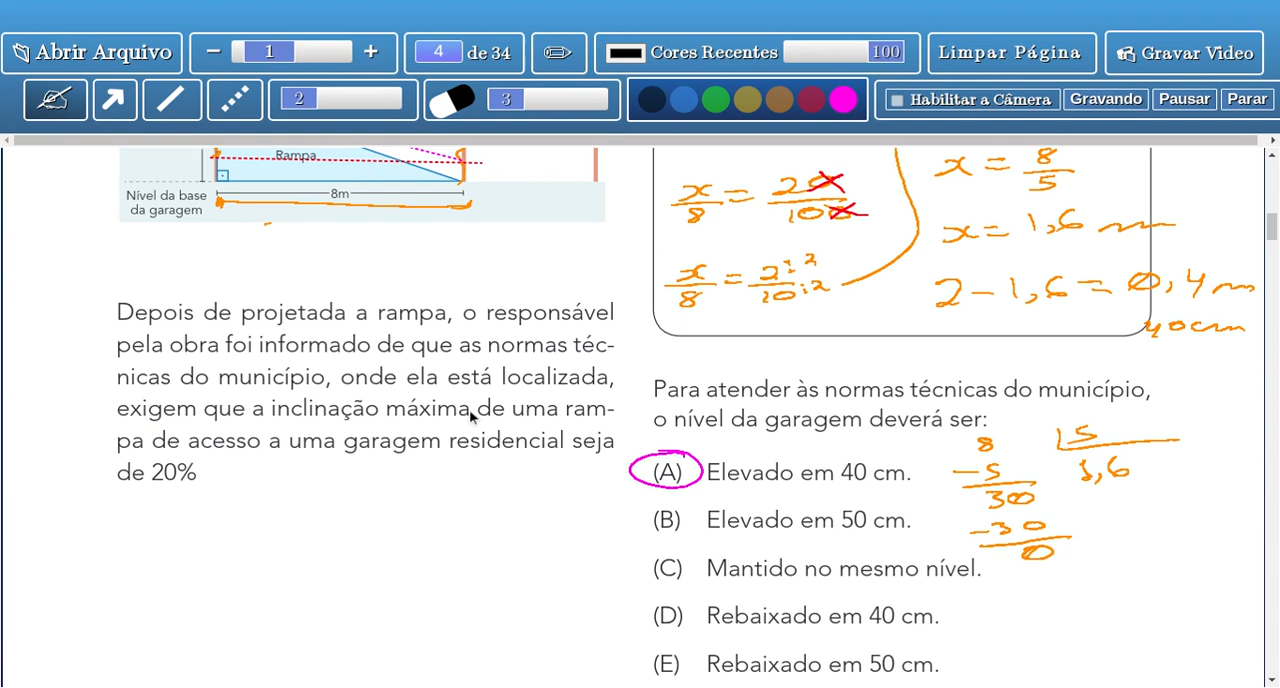 Abrir Arquivo
− 1 +
4 de 34
Cores Recentes 100
Limpar Página
Gravar Video
2
3
Habilitar a Câmera
Gravando
Pausar
Parar
Rampa
Nível da base
da garagem
8m
Depois de projetada a rampa, o responsável
pela obra foi informado de que as normas téc-
nicas do município, onde ela está localizada,
exigem que a inclinação máxima de uma ram-
pa de acesso a uma garagem residencial seja
de 20%
x/8 = 20/100
x/8 = 2:2/10:2
x = 8/5
x = 1,6 m
2 - 1,6 = 0,4 m
40cm
Para atender às normas técnicas do município,
o nível da garagem deverá ser:
(A) Elevado em 40 cm.
(B) Elevado em 50 cm.
(C) Mantido no mesmo nível.
(D) Rebaixado em 40 cm.
(E) Rebaixado em 50 cm.
8 5
-5 1,6
30
-30
0